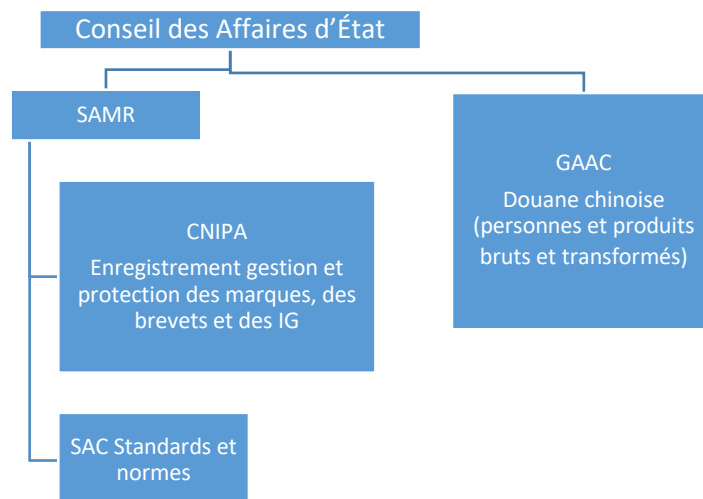 Conseil des Affaires d’État
SAMR
GAAC
Douane chinoise
(personnes et produits
bruts et transformés)
CNIPA
Enregistrement gestion et
protection des marques, des
brevets et des IG
SAC Standards et
normes